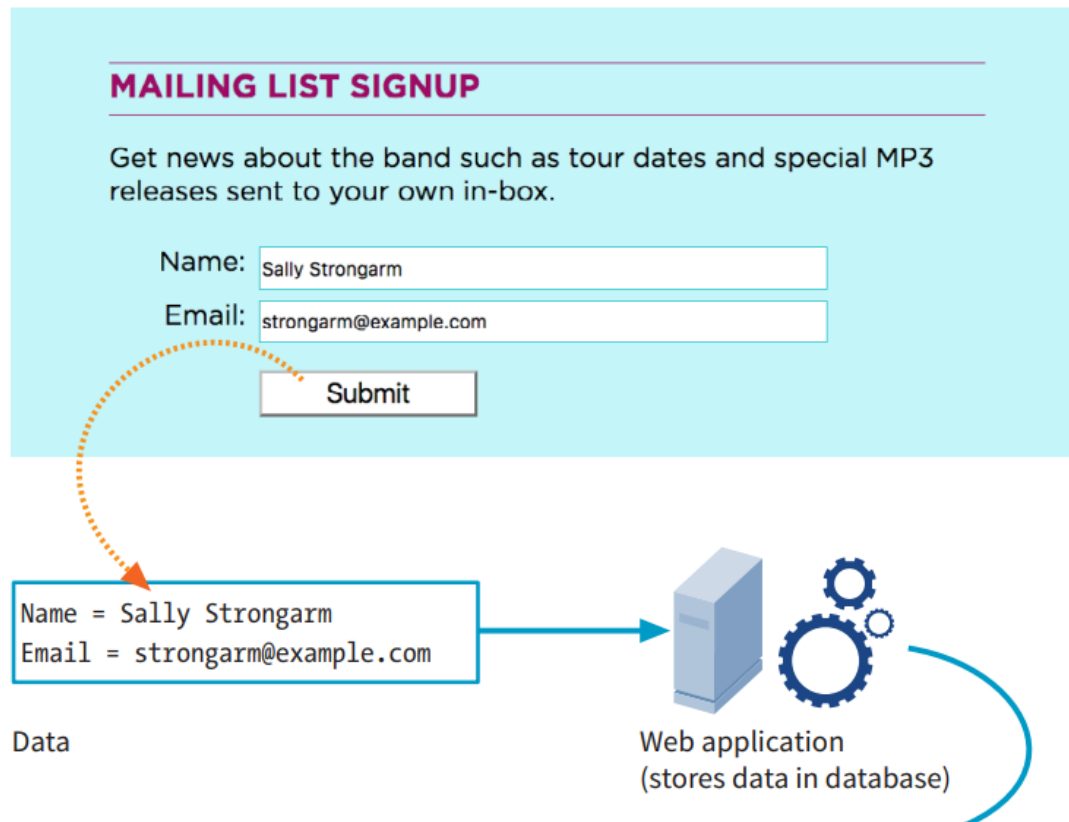 MAILING LIST SIGNUP
Get news about the band such as tour dates and special MP3
releases sent to your own in-box.
Name: Sally Strongarm
Email: strongarm@example.com
Submit
Name = Sally Strongarm
Email = strongarm@example.com
Data
Web application
(stores data in database)